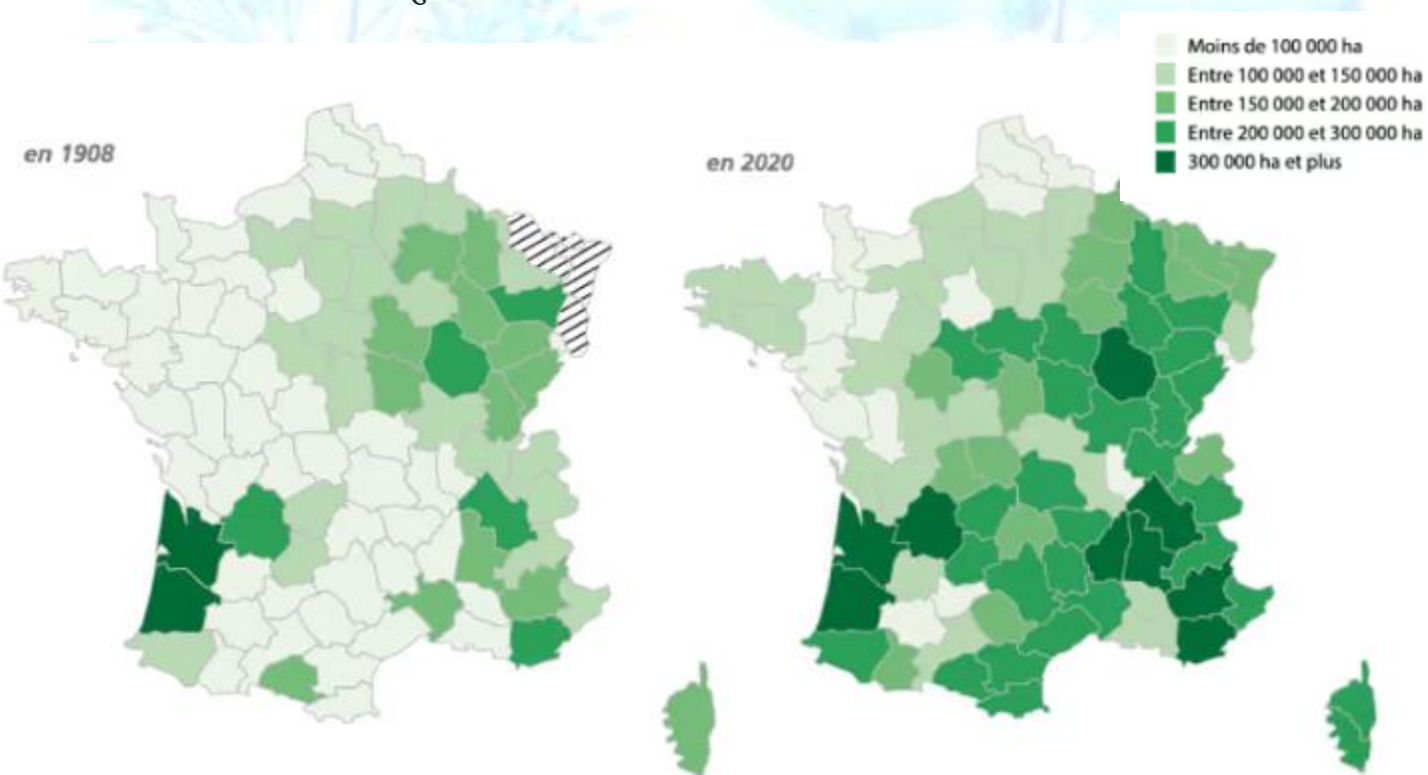 Moins de 100 000 ha
Entre 100 000 et 150 000 ha
Entre 150 000 et 200 000 ha
Entre 200 000 et 300 000 ha
300 000 ha et plus
en 1908
en 2020